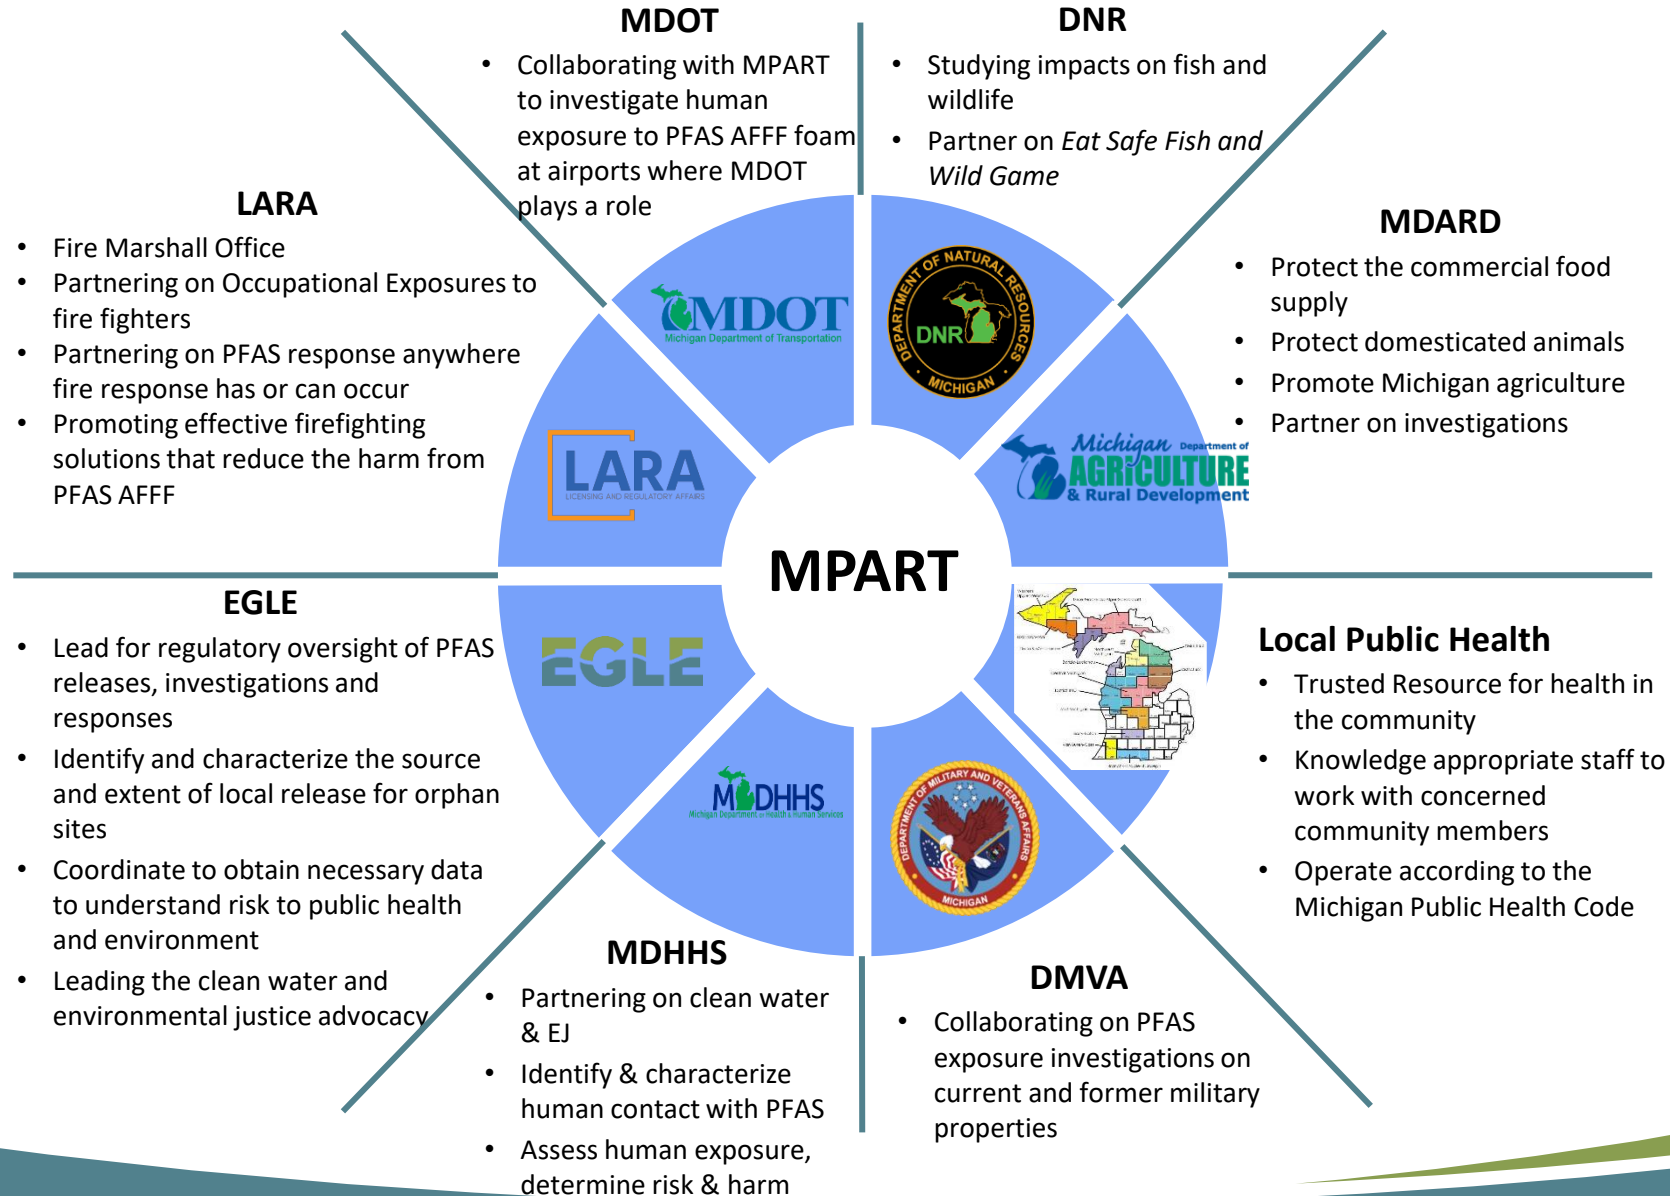 MDOT
• Collaborating with MPART
to investigate human
exposure to PFAS AFFF foam
at airports where MDOT
plays a role
DNR
• Studying impacts on fish and
wildlife
• Partner on Eat Safe Fish and
Wild Game
LARA
• Fire Marshall Office
• Partnering on Occupational Exposures to
fire fighters
• Partnering on PFAS response anywhere
fire response has or can occur
• Promoting effective firefighting
solutions that reduce the harm from
PFAS AFFF
MDARD
• Protect the commercial food
supply
• Protect domesticated animals
• Promote Michigan agriculture
• Partner on investigations
MDOT
Michigan Department of Transportation
DEPARTMENT OF NATURAL RESOURCES
DNR
MICHIGAN
LARA
LICENSING AND REGULATORY AFFAIRS
Michigan Department of
AGRICULTURE
& Rural Development
MPART
EGLE
• Lead for regulatory oversight of PFAS
releases, investigations and
responses
• Identify and characterize the source
and extent of local release for orphan
sites
• Coordinate to obtain necessary data
to understand risk to public health
and environment
• Leading the clean water and
environmental justice advocacy
EGLE
Local Public Health
• Trusted Resource for health in
the community
• Knowledge appropriate staff to
work with concerned
community members
• Operate according to the
Michigan Public Health Code
MDHHS
Michigan Department of Health & Human Services
DEPARTMENT OF MILITARY AND VETERANS AFFAIRS
MICHIGAN
MDHHS
• Partnering on clean water
& EJ
• Identify & characterize
human contact with PFAS
• Assess human exposure,
determine risk & harm
DMVA
• Collaborating on PFAS
exposure investigations on
current and former military
properties